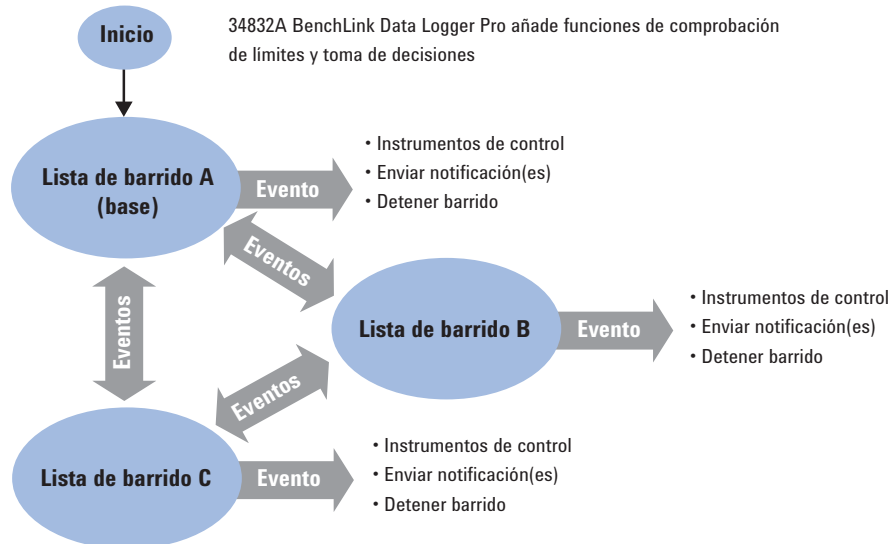 Inicio
34832A BenchLink Data Logger Pro añade funciones de comprobación
de límites y toma de decisiones
Lista de barrido A
(base)
Evento
• Instrumentos de control
• Enviar notificación(es)
• Detener barrido
Eventos
Eventos
Lista de barrido B
Evento
• Instrumentos de control
• Enviar notificación(es)
• Detener barrido
Eventos
Lista de barrido C
Evento
• Instrumentos de control
• Enviar notificación(es)
• Detener barrido